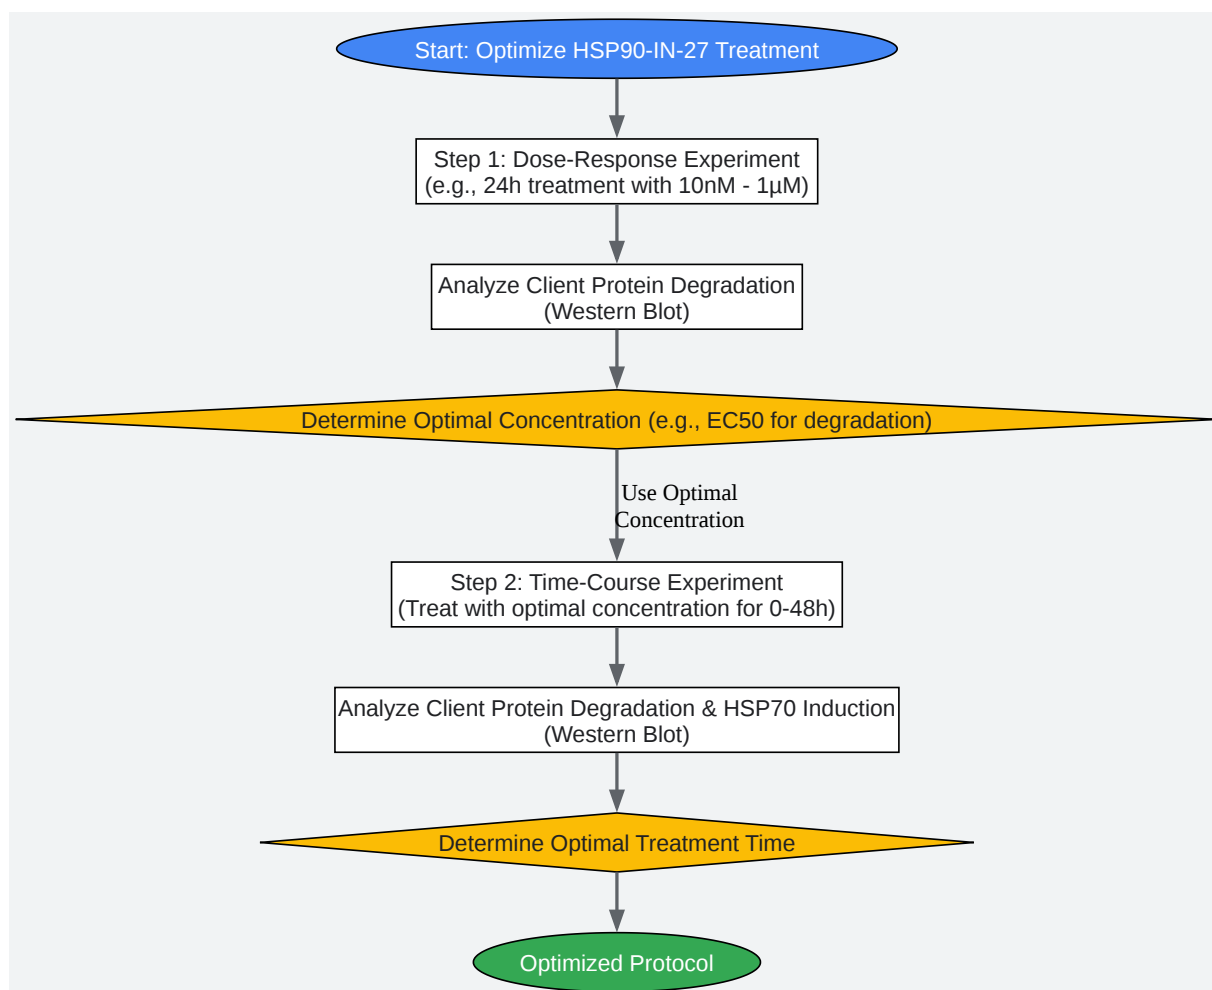 Start: Optimize HSP90-IN-27 Treatment
Step 1: Dose-Response Experiment
(e.g., 24h treatment with 10nM - 1µM)
Analyze Client Protein Degradation
(Western Blot)
Determine Optimal Concentration (e.g., EC50 for degradation)
Use Optimal
Concentration
Step 2: Time-Course Experiment
(Treat with optimal concentration for 0-48h)
Analyze Client Protein Degradation & HSP70 Induction
(Western Blot)
Determine Optimal Treatment Time
Optimized Protocol